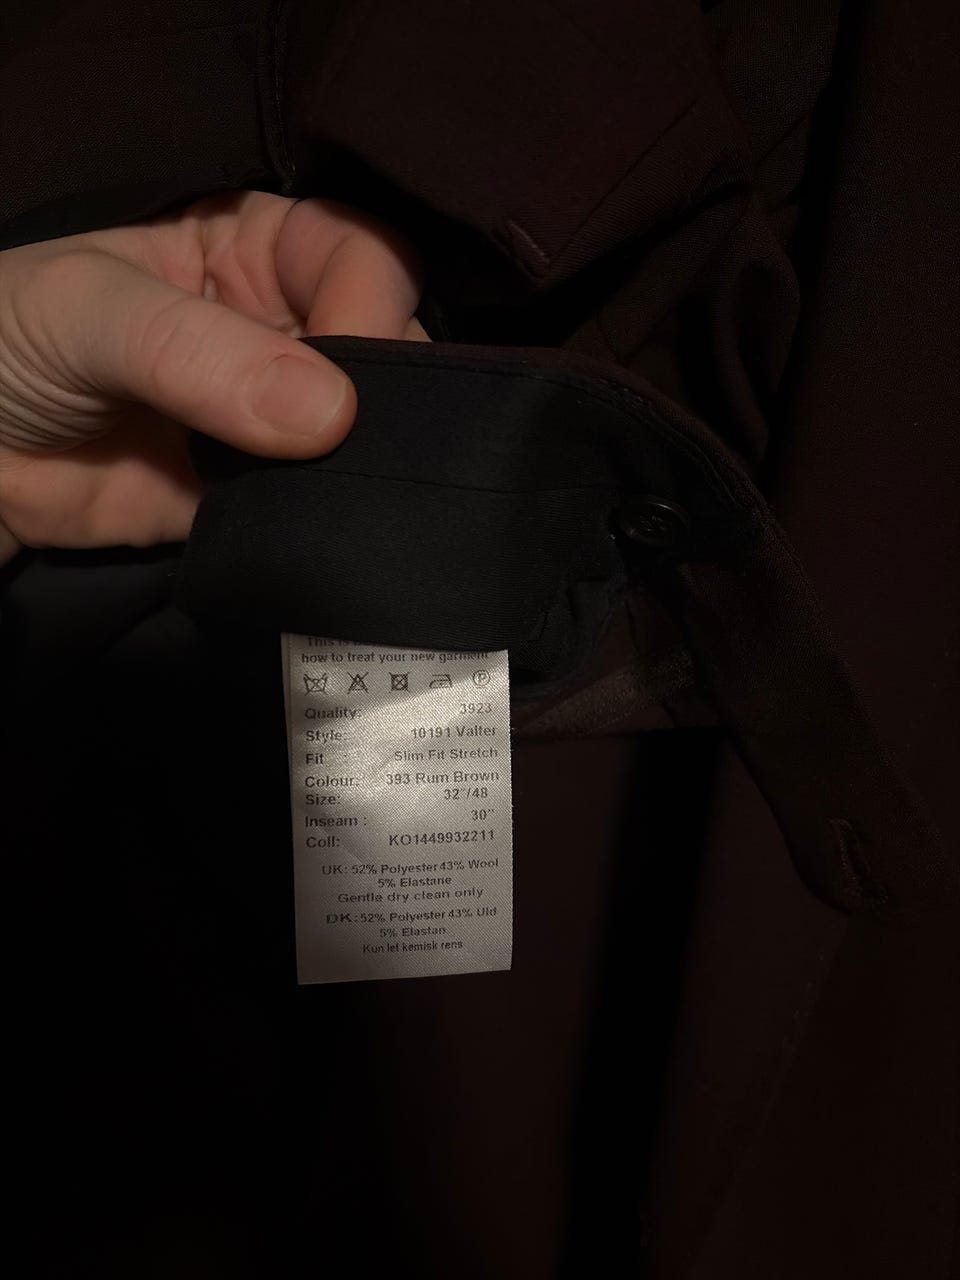 This is
how to treat your new garment
P
Quality: 3923
Style: 10191 Valter
Fit : Slim Fit Stretch
Colour: 393 Rum Brown
Size: 32"/48
Inseam : 30"
Coll: KO1449932211
UK: 52% Polyester 43% Wool
5% Elastane
Gentle dry clean only
DK: 52% Polyester 43% Uld
5% Elastan
Kun let kemisk rens